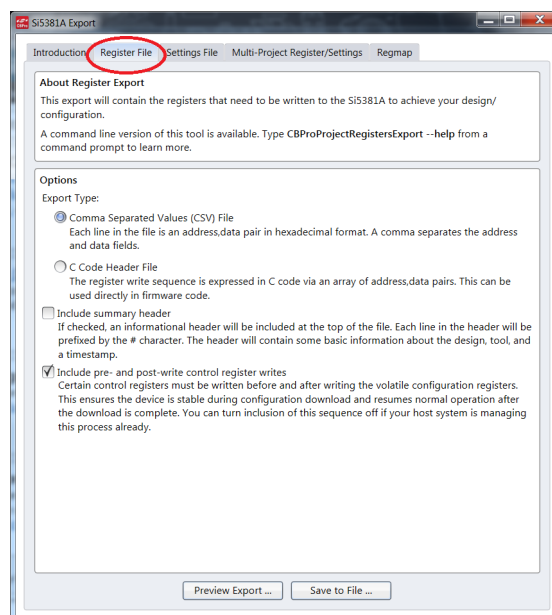 Si5381A Export
Introduction Register File Settings File Multi-Project Register/Settings Regmap
About Register Export
This export will contain the registers that need to be written to the Si5381A to achieve your design/
configuration.
A command line version of this tool is available. Type CBProProjectRegistersExport --help from a
command prompt to learn more.
Options
Export Type:
Comma Separated Values (CSV) File
Each line in the file is an address,data pair in hexadecimal format. A comma separates the address
and data fields.
C Code Header File
The register write sequence is expressed in C code via an array of address,data pairs. This can be
used directly in firmware code.
Include summary header
If checked, an informational header will be included at the top of the file. Each line in the header will be
prefixed by the # character. The header will contain some basic information about the design, tool, and
a timestamp.
Include pre- and post-write control register writes
Certain control registers must be written before and after writing the volatile configuration registers.
This ensures the device is stable during configuration download and resumes normal operation after
the download is complete. You can turn inclusion of this sequence off if your host system is managing
this process already.
Preview Export ... Save to File ...